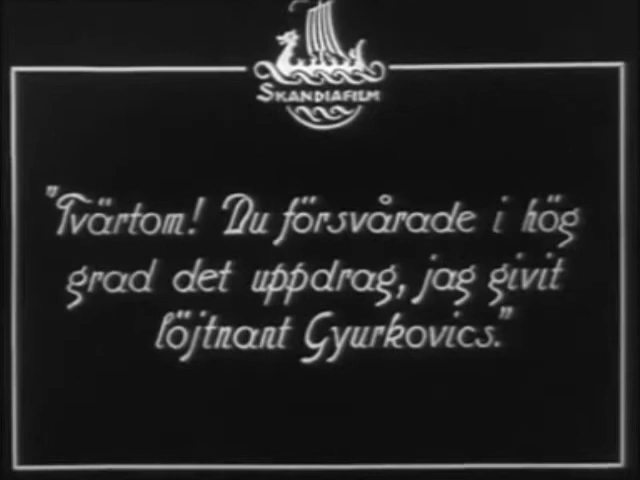 SKANDIAFILM
"Tvärtom! Du försvårade i hög
grad det uppdrag, jag givit
löjtnant Gyurkovics."